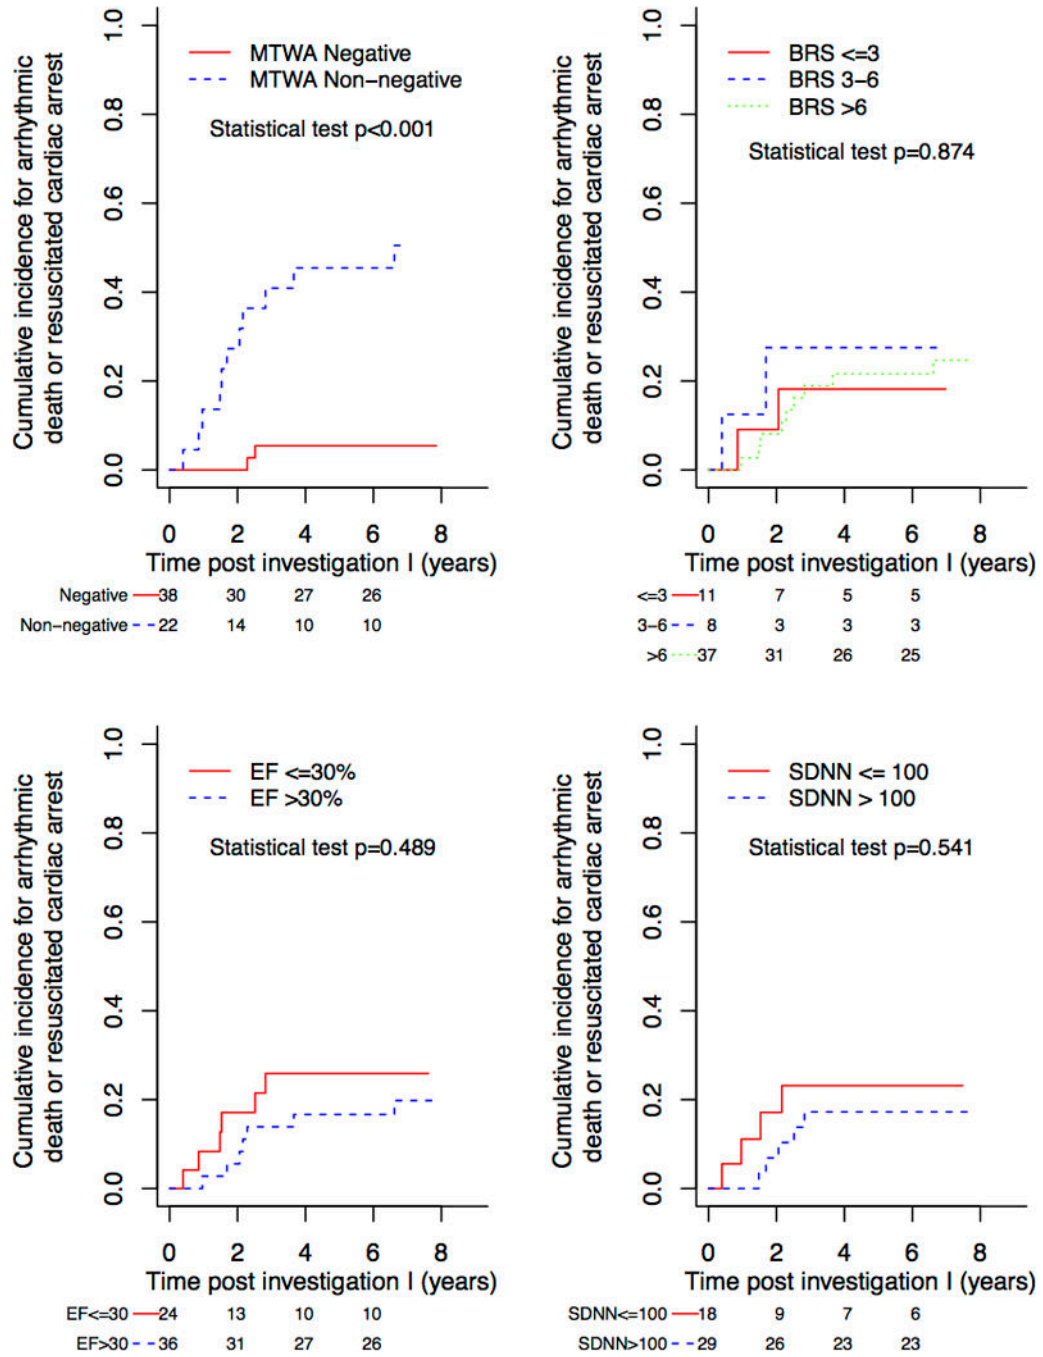 Cumulative incidence for arrhythmic
death or resuscitated cardiac arrest
1.0
0.8
0.6
0.4
0.2
0.0
MTWA Negative
MTWA Non-negative
Statistical test p<0.001
0 2 4 6 8
Time post investigation I (years)
Negative 38 30 27 26
Non-negative 22 14 10 10
Cumulative incidence for arrhythmic
death or resuscitated cardiac arrest
1.0
0.8
0.6
0.4
0.2
0.0
BRS <=3
BRS 3-6
BRS >6
Statistical test p=0.874
0 2 4 6 8
Time post investigation I (years)
<=3 11 7 5 5
3-6 8 3 3 3
>6 37 31 26 25
Cumulative incidence for arrhythmic
death or resuscitated cardiac arrest
1.0
0.8
0.6
0.4
0.2
0.0
EF <=30%
EF >30%
Statistical test p=0.489
0 2 4 6 8
Time post investigation I (years)
EF<=30 24 13 10 10
EF>30 36 31 27 26
Cumulative incidence for arrhythmic
death or resuscitated cardiac arrest
1.0
0.8
0.6
0.4
0.2
0.0
SDNN <= 100
SDNN > 100
Statistical test p=0.541
0 2 4 6 8
Time post investigation I (years)
SDNN<=100 18 9 7 6
SDNN>100 29 26 23 23